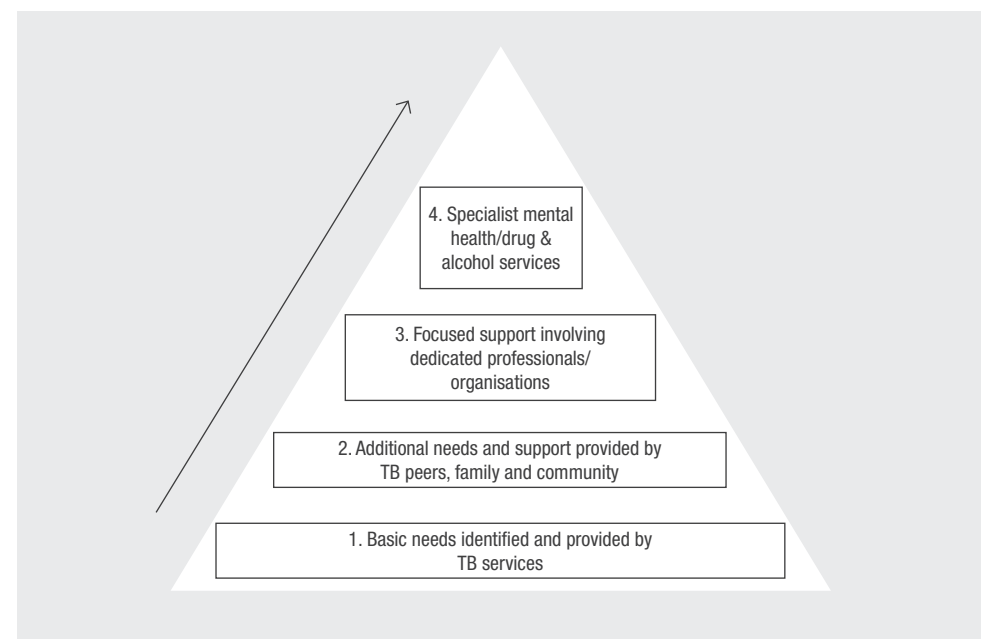 4. Specialist mental
health/drug &
alcohol services
3. Focused support involving
dedicated professionals/
organisations
2. Additional needs and support provided by
TB peers, family and community
1. Basic needs identified and provided by
TB services